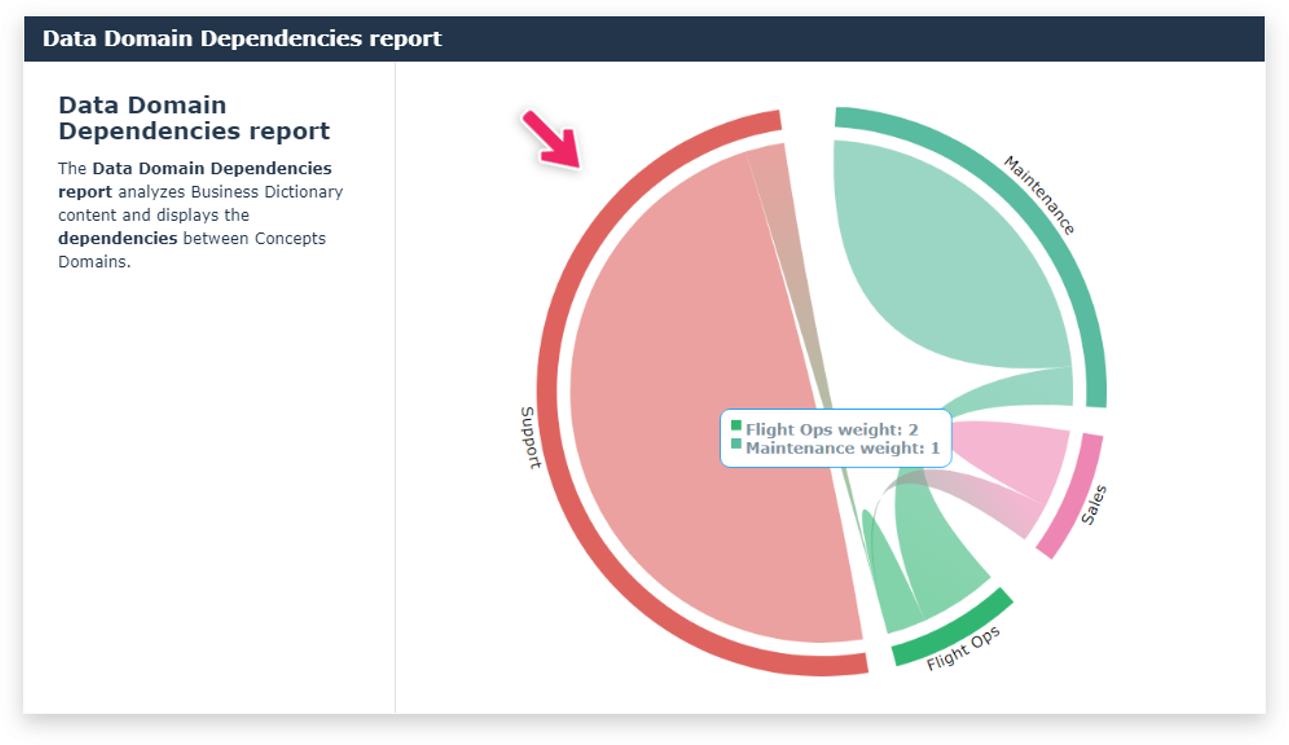 Data Domain Dependencies report
Data Domain
Dependencies report
The Data Domain Dependencies
report analyzes Business Dictionary
content and displays the
dependencies between Concepts
Domains.
Maintenance
Support
Flight Ops weight: 2
Maintenance weight: 1
Sales
Flight Ops